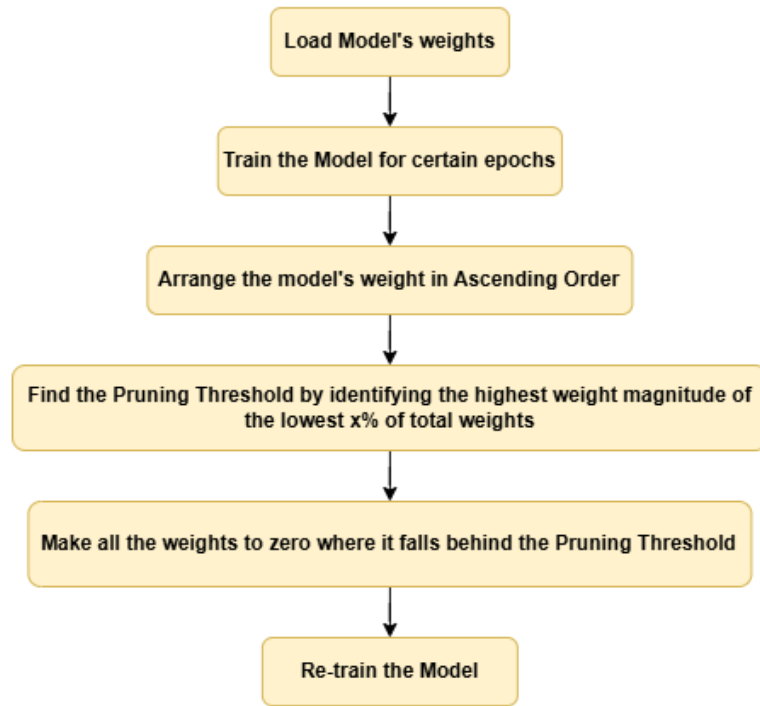 Load Model's weights
Train the Model for certain epochs
Arrange the model's weight in Ascending Order
Find the Pruning Threshold by identifying the highest weight magnitude of
the lowest x% of total weights
Make all the weights to zero where it falls behind the Pruning Threshold
Re-train the Model